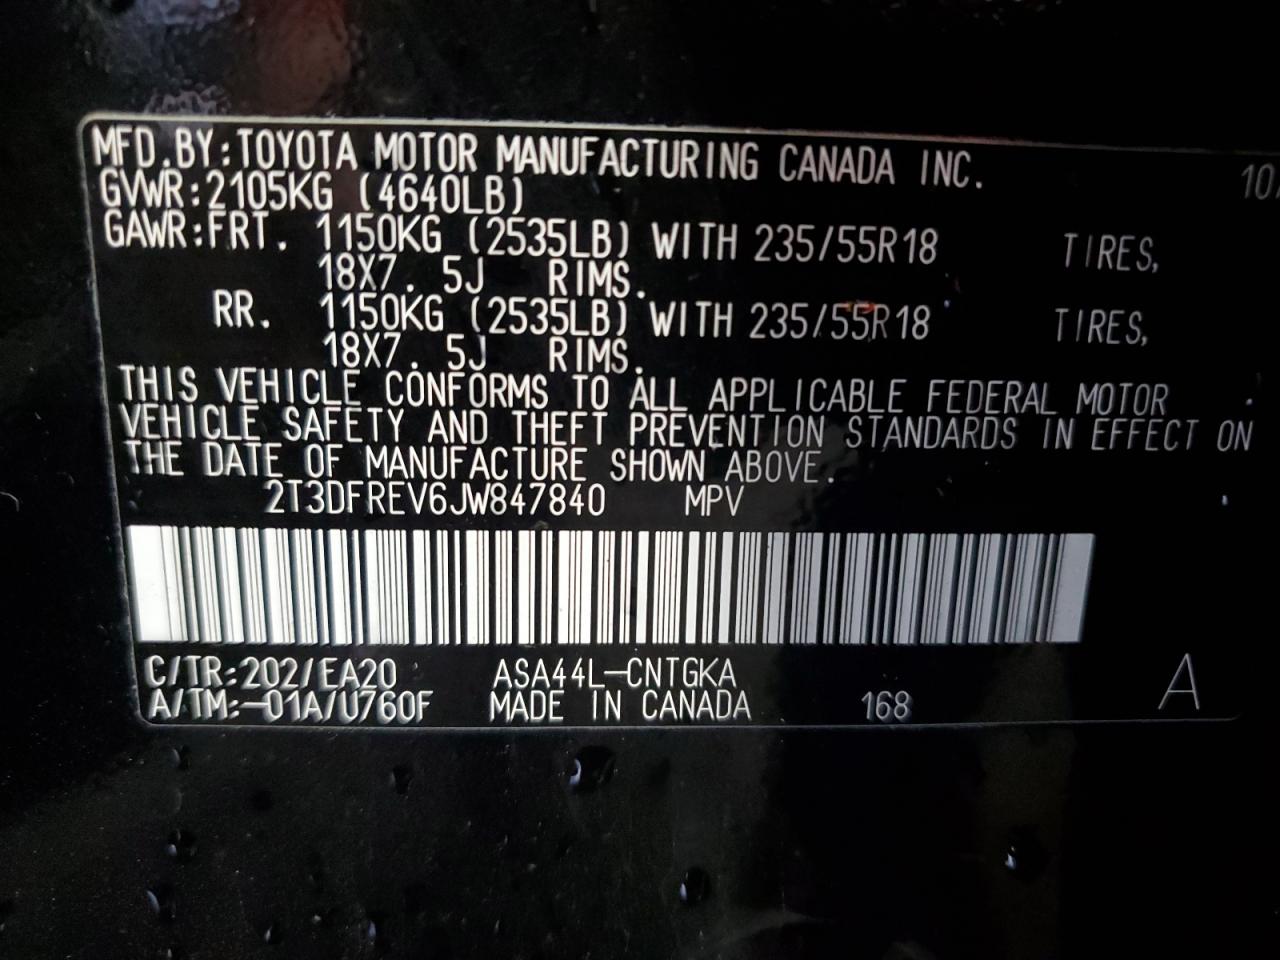 MFD.BY:TOYOTA MOTOR MANUFACTURING CANADA INC. 10
GVWR:2105KG (4640LB)
GAWR:FRT. 1150KG (2535LB) WITH 235/55R18 TIRES,
18X7.5J RIMS.
RR. 1150KG (2535LB) WITH 235/55R18 TIRES,
18X7.5J RIMS.
THIS VEHICLE CONFORMS TO ALL APPLICABLE FEDERAL MOTOR
VEHICLE SAFETY AND THEFT PREVENTION STANDARDS IN EFFECT ON
THE DATE OF MANUFACTURE SHOWN ABOVE.
2T3DFREV6JW847840 MPV
C/TR:202/EA20 ASA44L-CNTGKA A
A/TM:-01A/U760F MADE IN CANADA 168